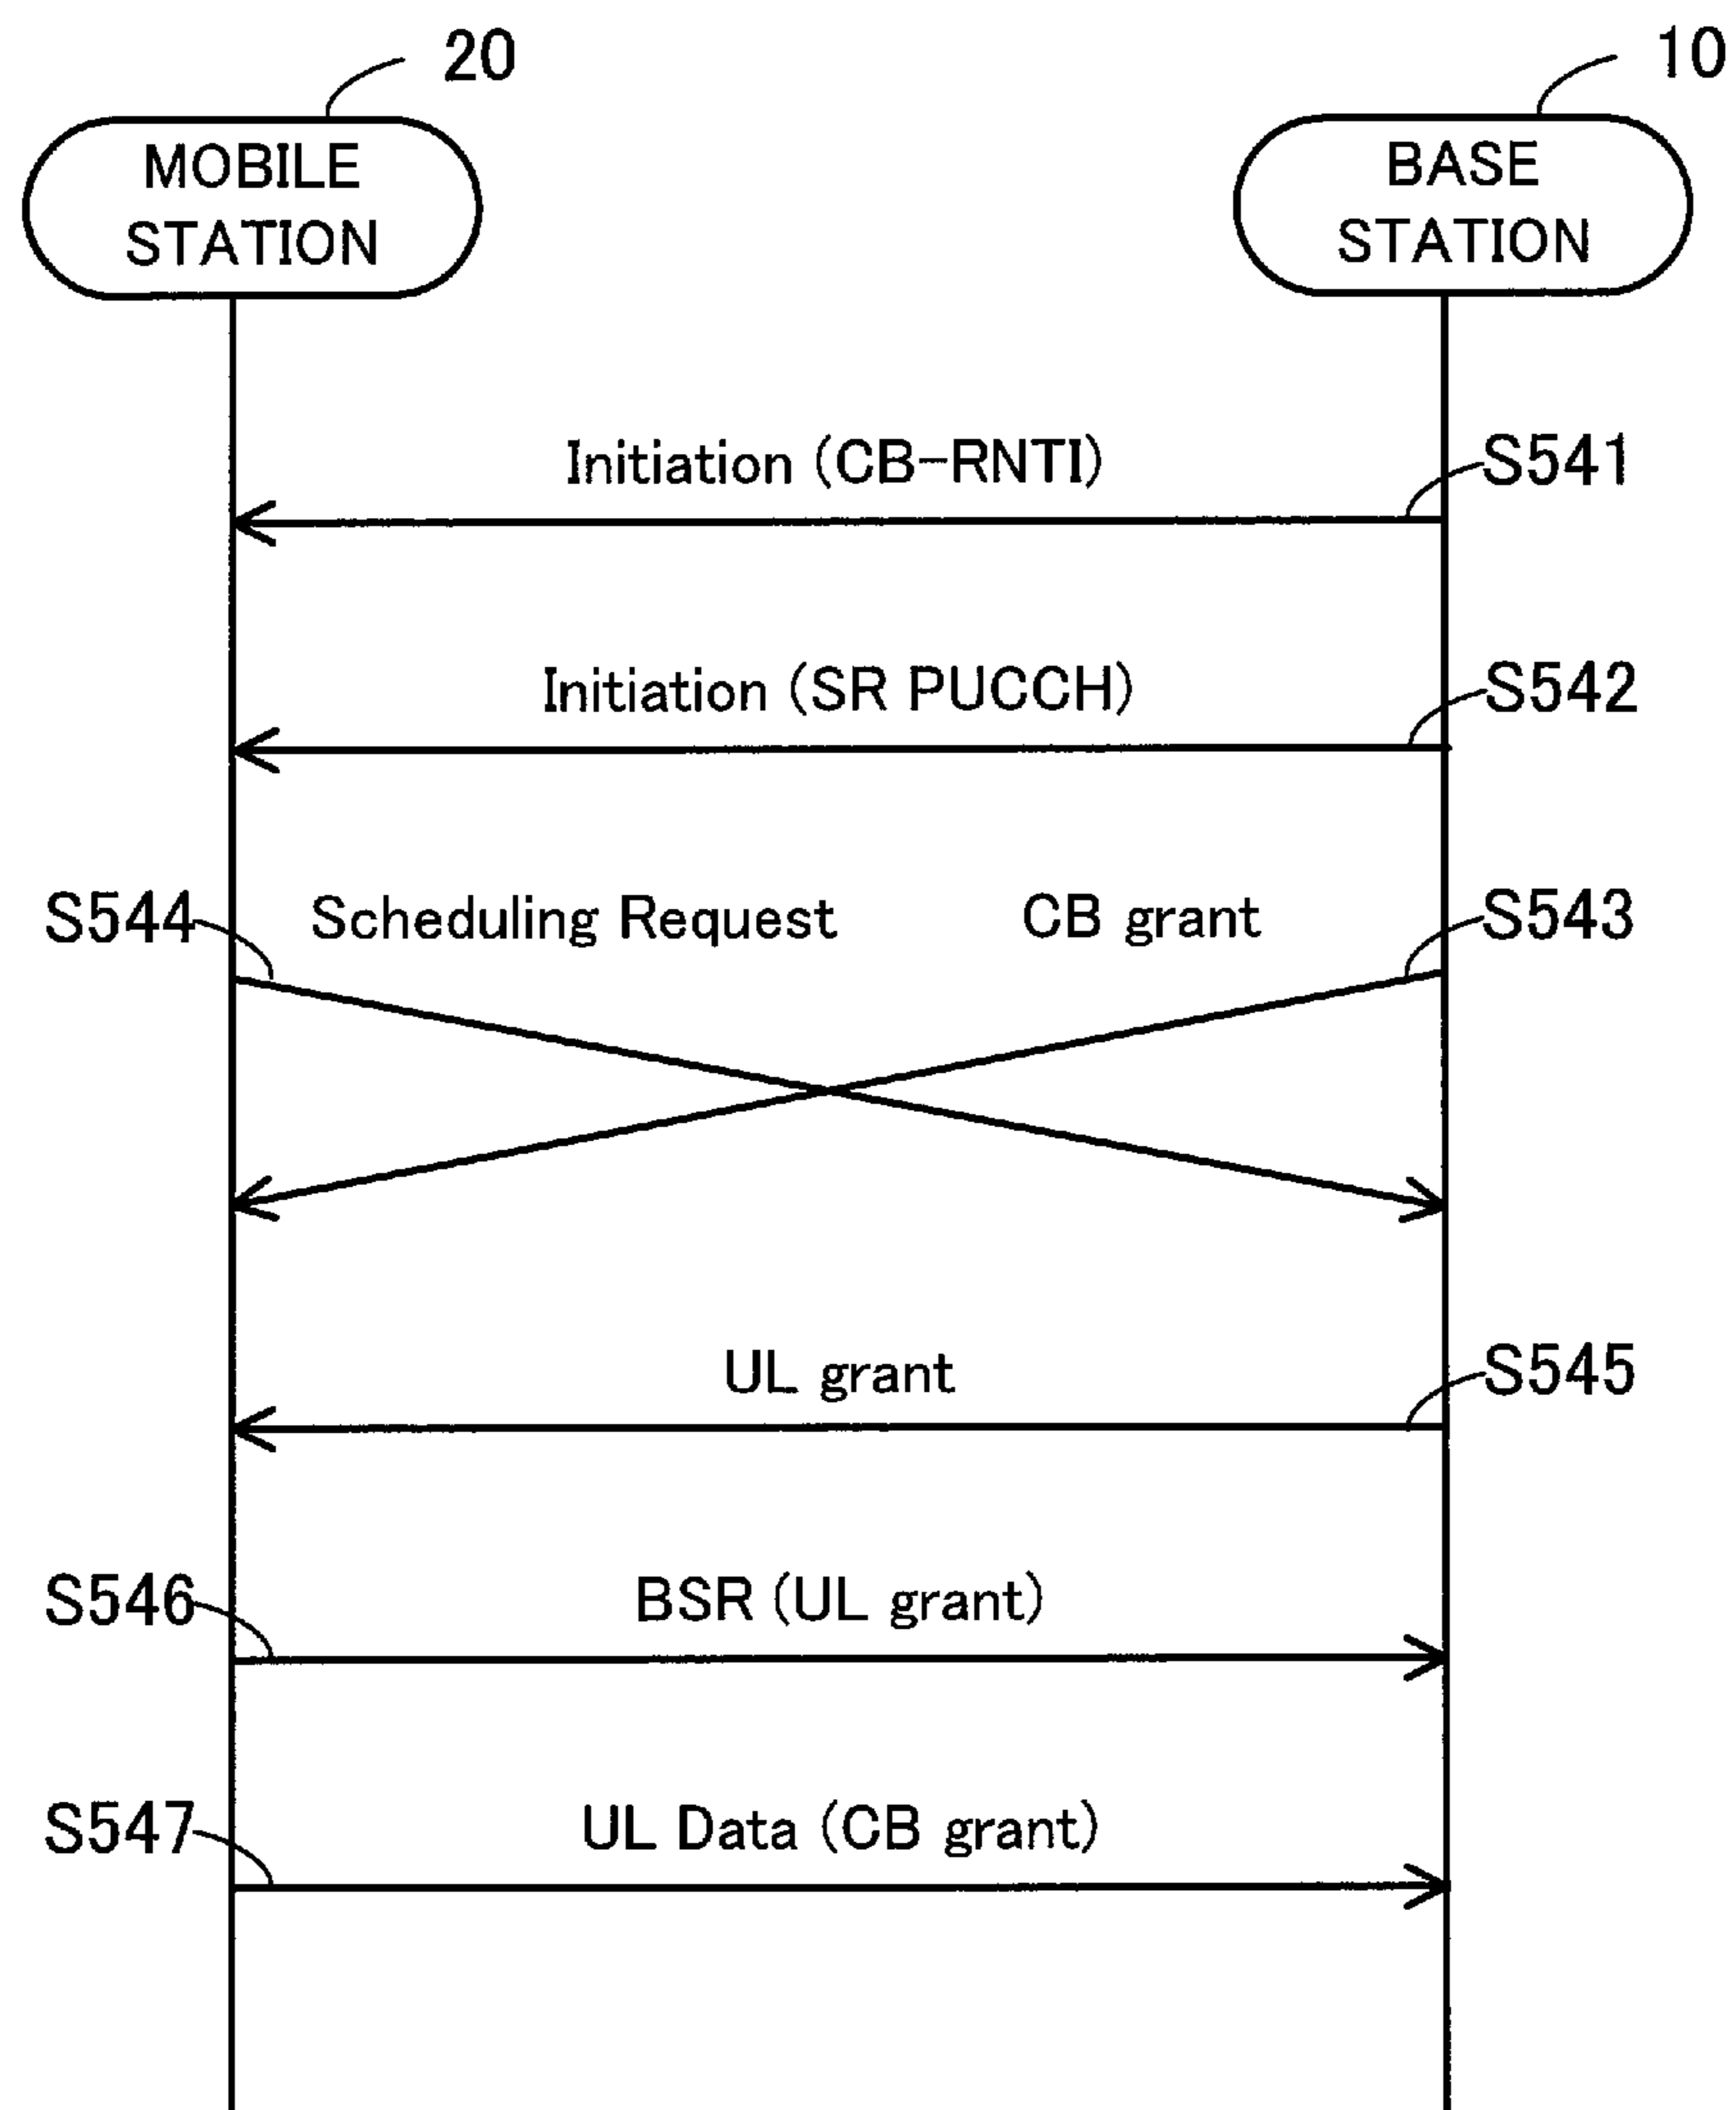 20
10
MOBILE
STATION
BASE
STATION
Initiation (CB-RNTI)
S541
Initiation (SR PUCCH)
S542
S544
Scheduling Request
CB grant
S543
UL grant
S545
S546
BSR (UL grant)
S547
UL Data (CB grant)